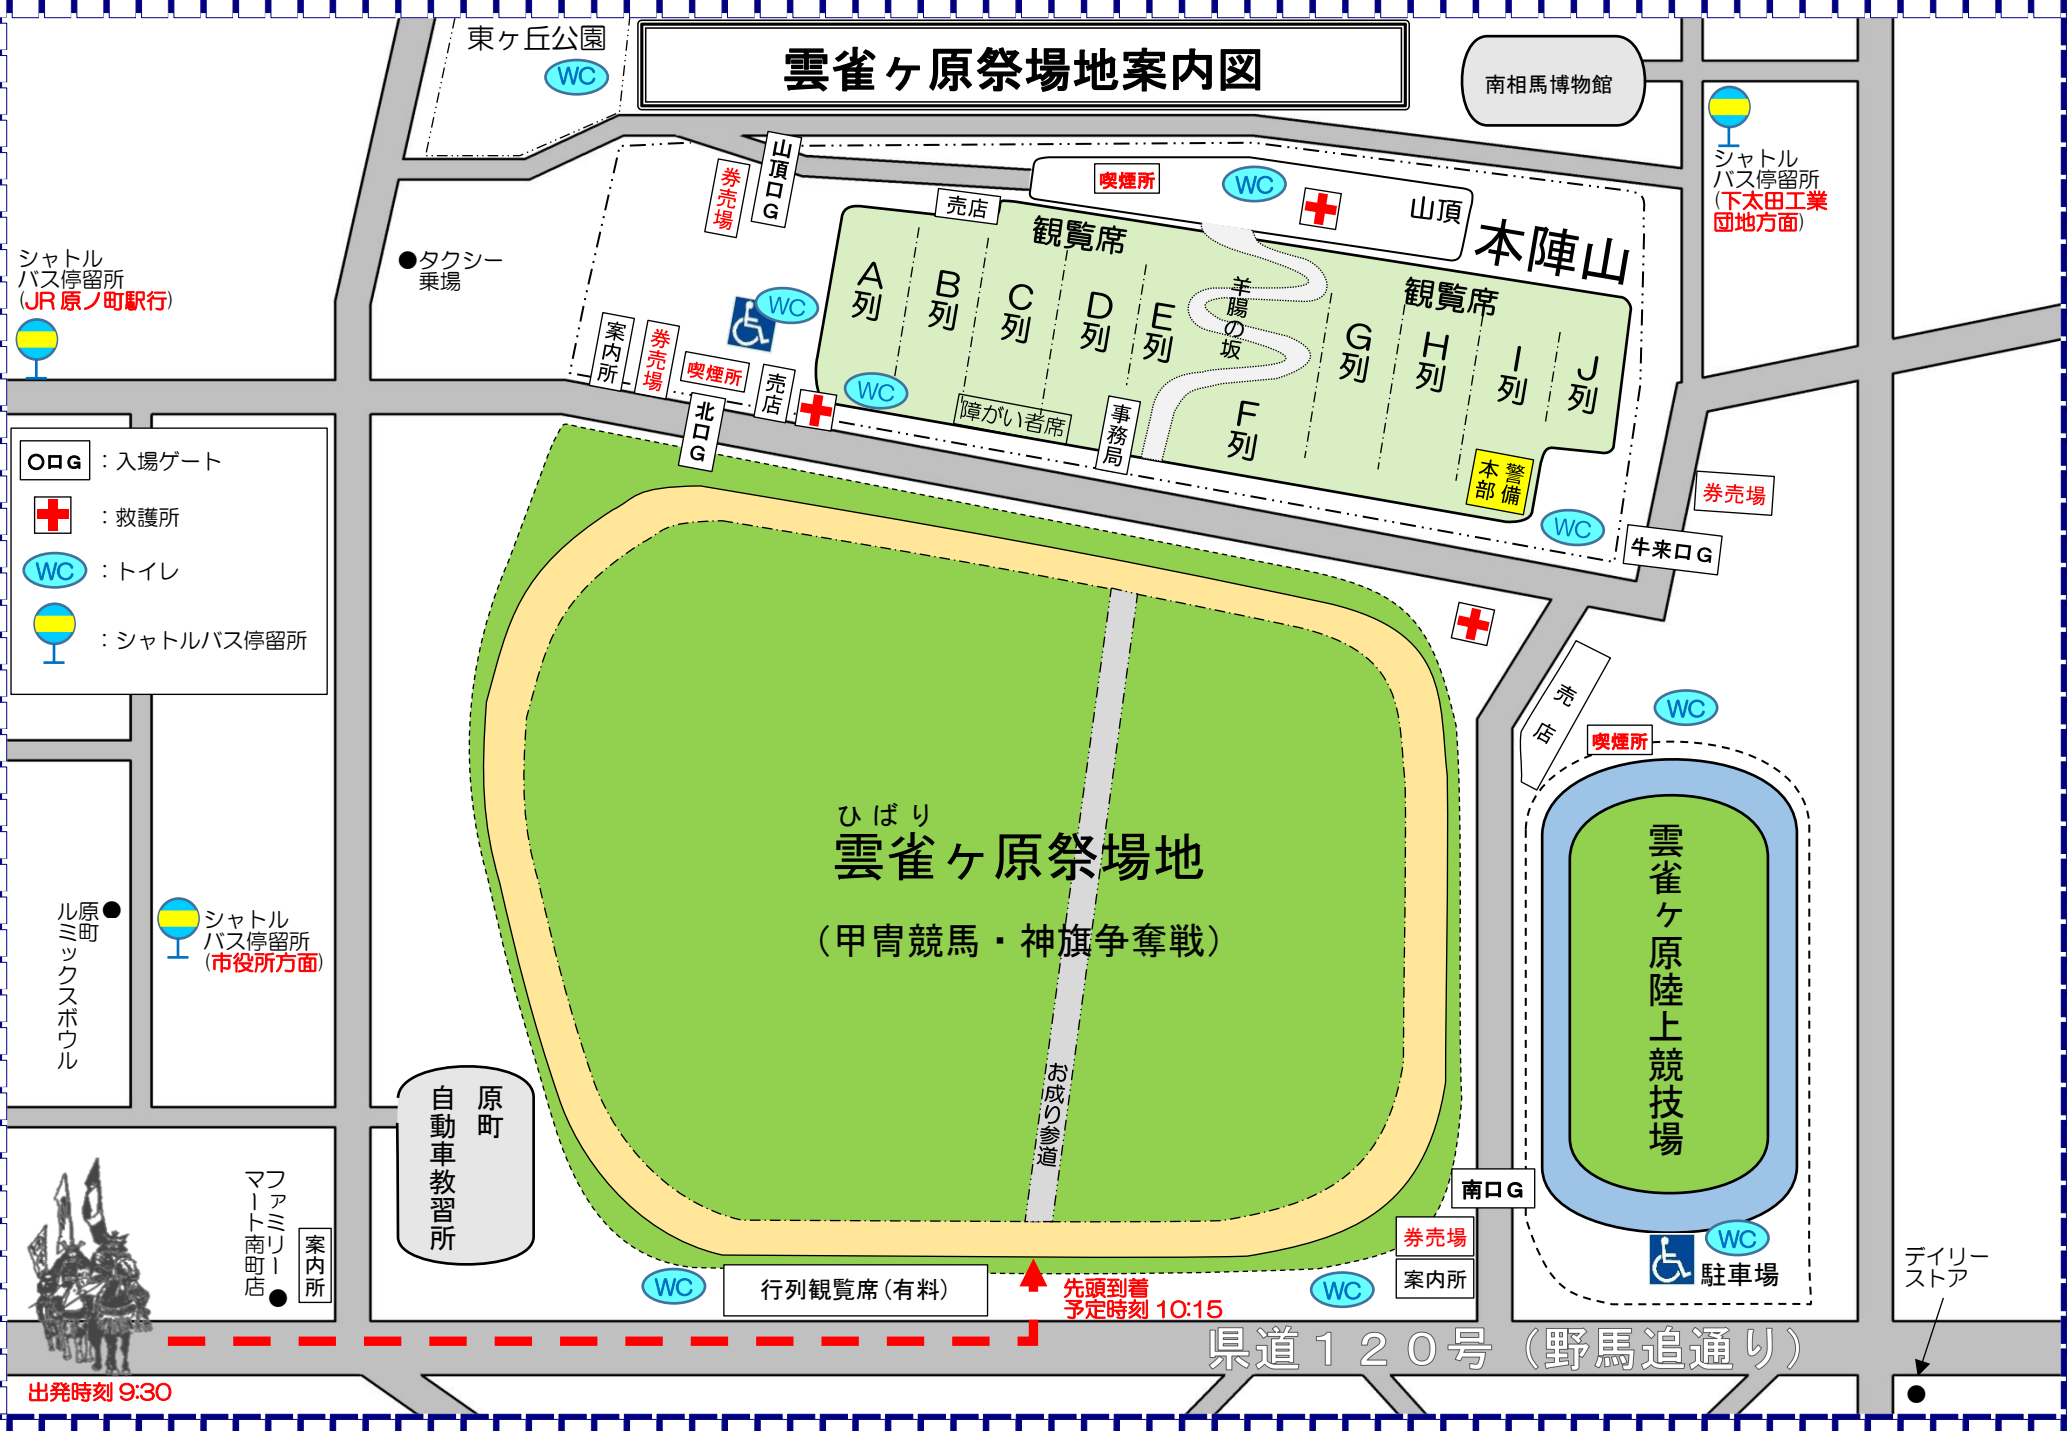 雲雀ヶ原祭場地案内図
東ヶ丘公園
WC
南相馬博物館
シャトル
バス停留所
(下太田工業
団地方面)
山頂口G
券売場
喫煙所
WC
山頂
本陣山
売店
観覧席
観覧席
タクシー
乗場
シャトル
バス停留所
(JR原ノ町駅行)
A列
B列
C列
D列
E列
羊腸の坂
F列
G列
H列
I列
J列
WC
案内所
券売場
喫煙所
売店
WC
障がい者席
事務局
北口G
警備
本部
WC
券売場
牛来口G
〇口G
：入場ゲート
：救護所
WC
：トイレ
：シャトルバス停留所
売店
WC
喫煙所
ひばり
雲雀ヶ原祭場地
（甲冑競馬・神旗争奪戦）
お成り参道
雲雀ヶ原陸上競技場
原町
ルミックスボウル
シャトル
バス停留所
(市役所方面)
原町
自動車教習所
ファミリー
マート南町店
案内所
南口G
券売場
案内所
WC
駐車場
WC
行列観覧席（有料）
先頭到着
予定時刻 10:15
WC
デイリー
ストア
県道１２０号（野馬追通り）
出発時刻 9:30